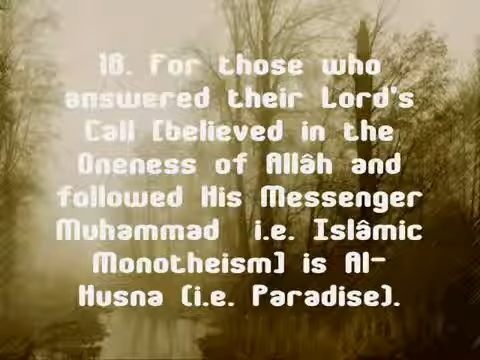 18. For those who
answered their Lord's
Call [believed in the
Oneness of Allâh and
followed His Messenger
Muhammad i.e. Islâmic
Monotheism] is Al-
Husna (i.e. Paradise).